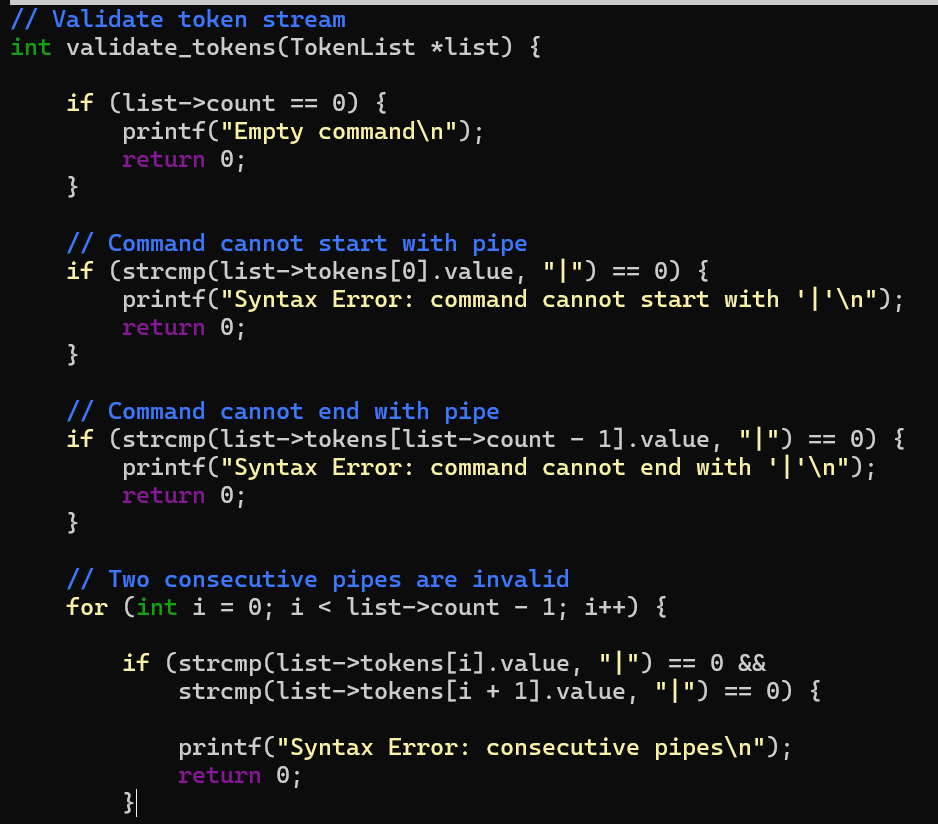 // Validate token stream
int validate_tokens(TokenList *list) {

    if (list->count == 0) {
        printf("Empty command\n");
        return 0;
    }

    // Command cannot start with pipe
    if (strcmp(list->tokens[0].value, "|") == 0) {
        printf("Syntax Error: command cannot start with '|'\n");
        return 0;
    }

    // Command cannot end with pipe
    if (strcmp(list->tokens[list->count - 1].value, "|") == 0) {
        printf("Syntax Error: command cannot end with '|'\n");
        return 0;
    }

    // Two consecutive pipes are invalid
    for (int i = 0; i < list->count - 1; i++) {

        if (strcmp(list->tokens[i].value, "|") == 0 &&
            strcmp(list->tokens[i + 1].value, "|") == 0) {

            printf("Syntax Error: consecutive pipes\n");
            return 0;
        }